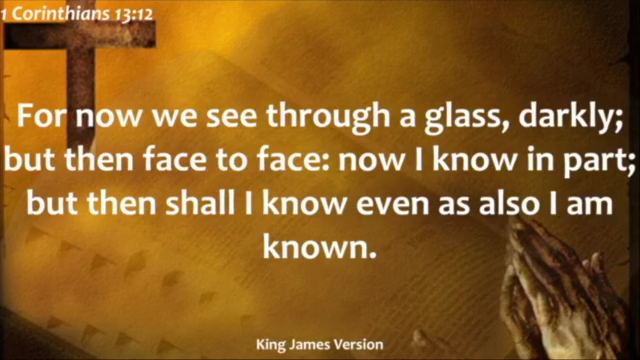 1 Corinthians 13:12
For now we see through a glass, darkly;
but then face to face: now I know in part;
but then shall I know even as also I am
known.
King James Version